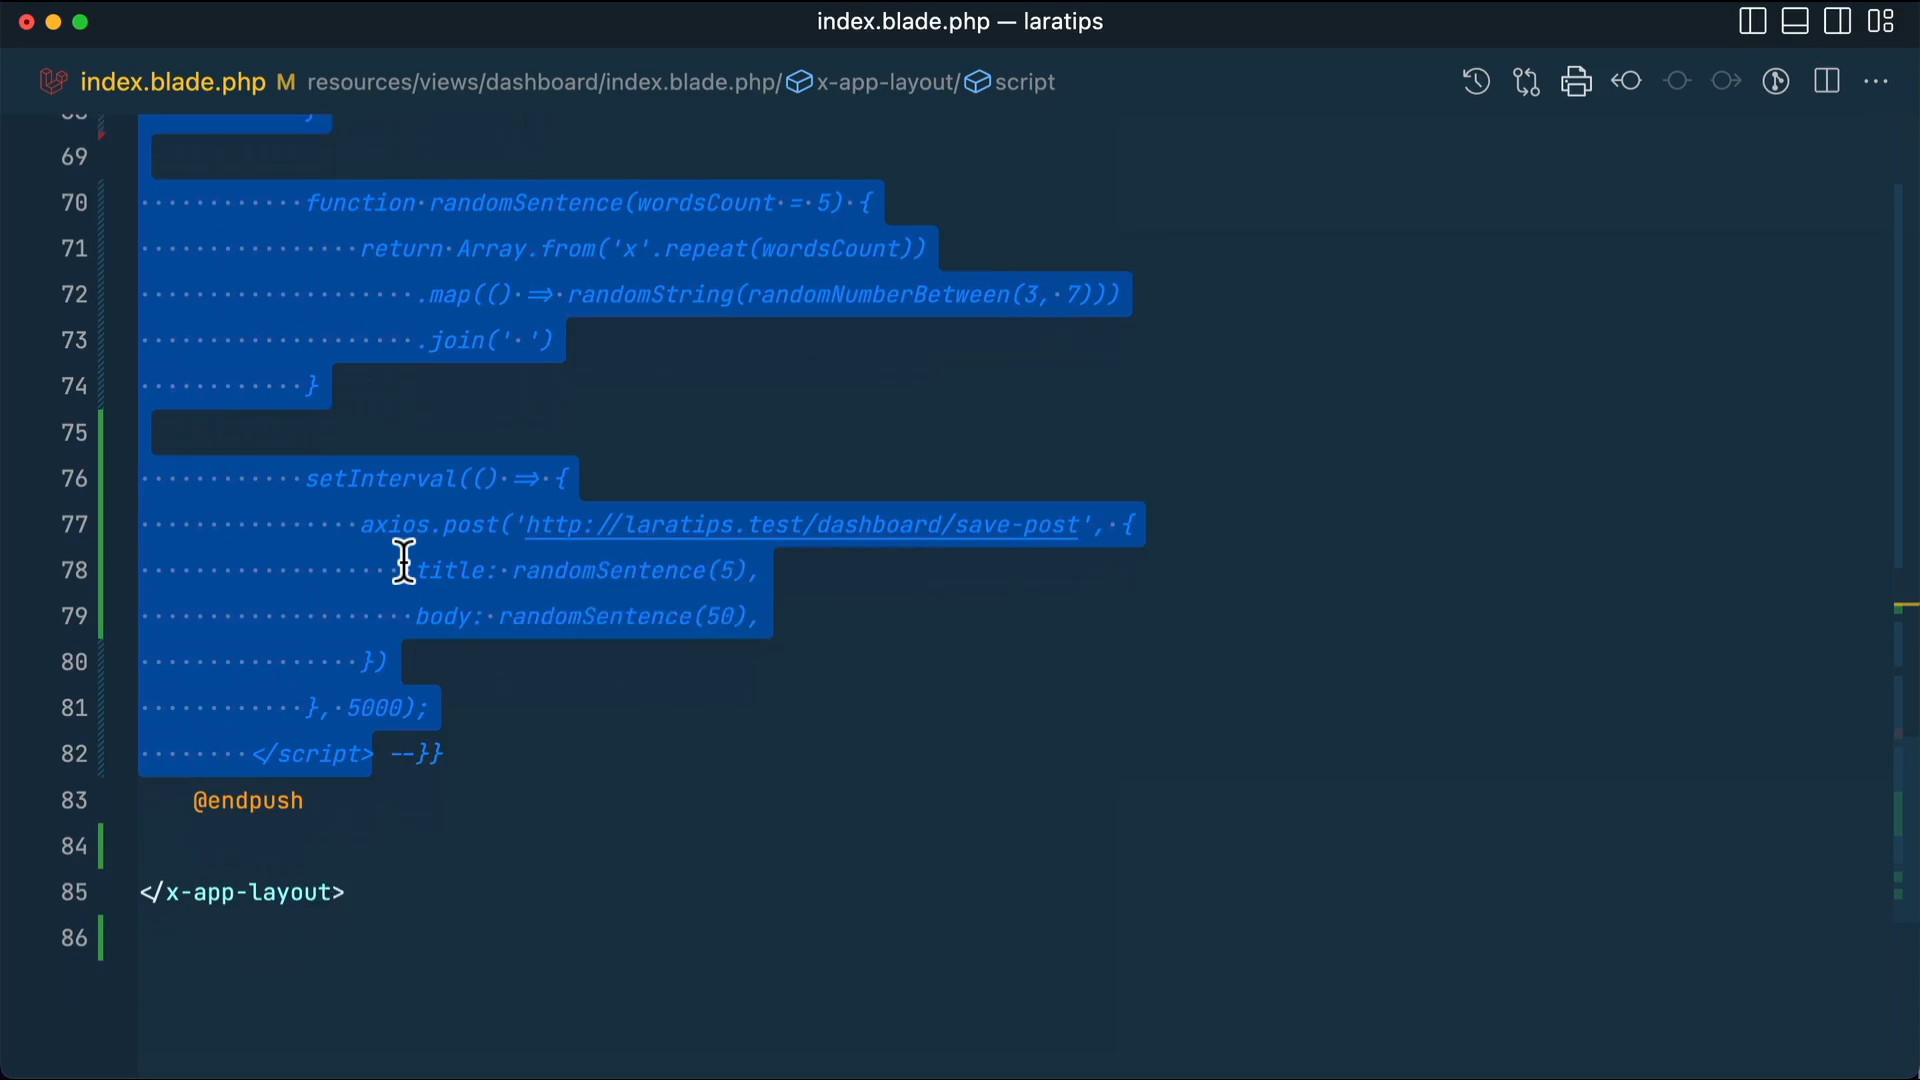 index.blade.php — laratips
index.blade.php M resources/views/dashboard/index.blade.php/ x-app-layout/ script
68 }
69
70 function randomSentence(wordsCount = 5) {
71 return Array.from('x'.repeat(wordsCount))
72 .map(() => randomString(randomNumberBetween(3, 7)))
73 .join(' ')
74 }
75
76 setInterval(() => {
77 axios.post('http://laratips.test/dashboard/save-post', {
78 title: randomSentence(5),
79 body: randomSentence(50),
80 })
81 }, 5000);
82 </script> --}}
83 @endpush
84
85 </x-app-layout>
86